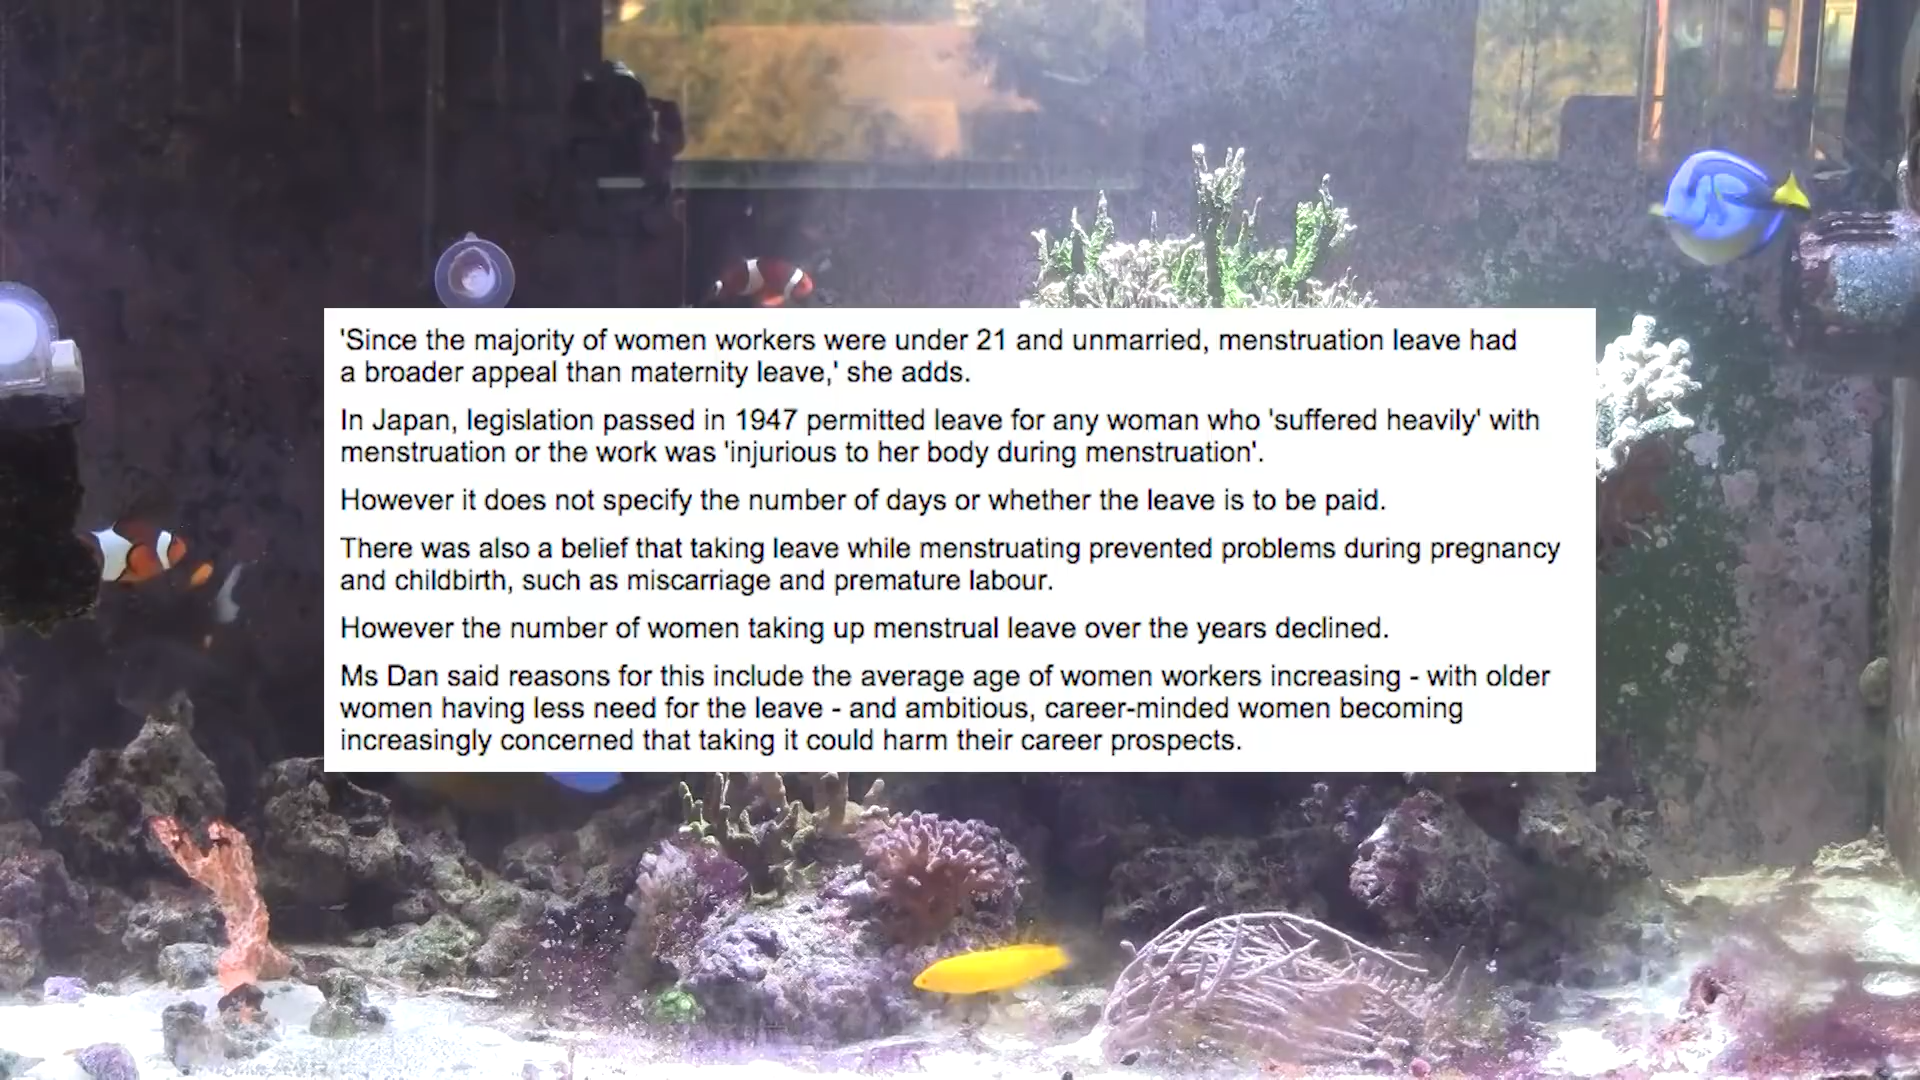 'Since the majority of women workers were under 21 and unmarried, menstruation leave had
a broader appeal than maternity leave,' she adds.
In Japan, legislation passed in 1947 permitted leave for any woman who 'suffered heavily' with
menstruation or the work was 'injurious to her body during menstruation'.
However it does not specify the number of days or whether the leave is to be paid.
There was also a belief that taking leave while menstruating prevented problems during pregnancy
and childbirth, such as miscarriage and premature labour.
However the number of women taking up menstrual leave over the years declined.
Ms Dan said reasons for this include the average age of women workers increasing - with older
women having less need for the leave - and ambitious, career-minded women becoming
increasingly concerned that taking it could harm their career prospects.